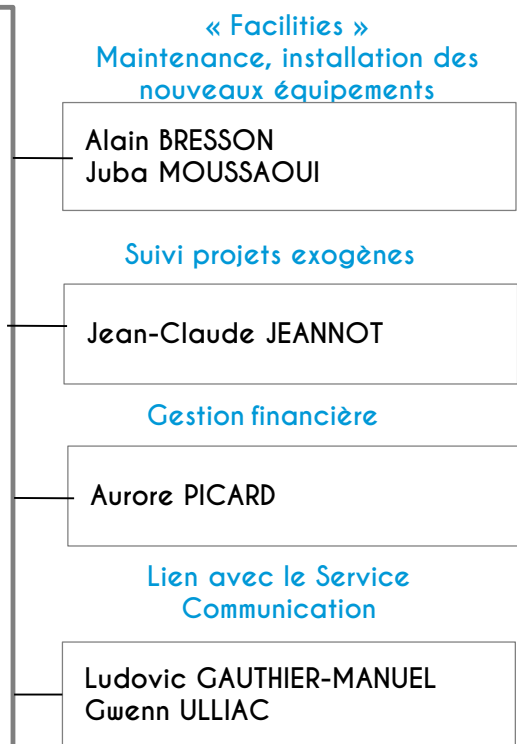 « Facilities »
Maintenance, installation des
nouveaux équipements
Alain BRESSON
Juba MOUSSAOUI
Suivi projets exogènes
Jean-Claude JEANNOT
Gestion financière
Aurore PICARD
Lien avec le Service
Communication
Ludovic GAUTHIER-MANUEL
Gwenn ULLIAC